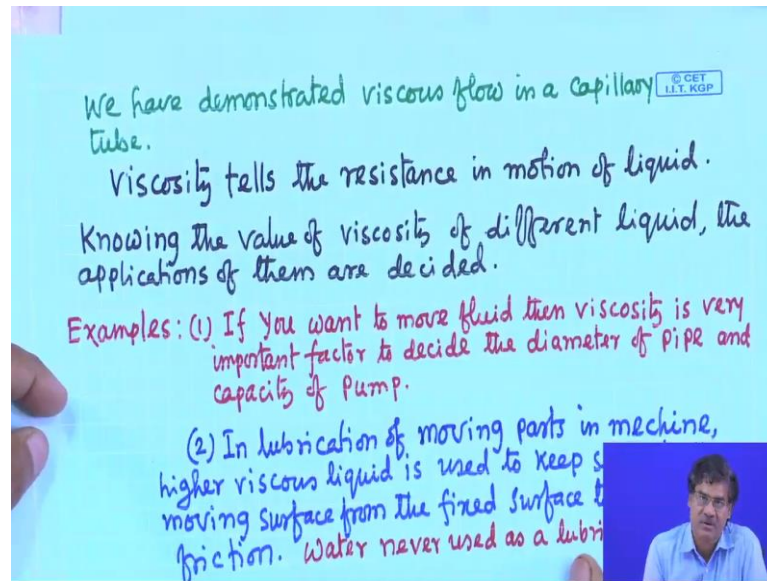 We have demonstrated viscous flow in a capillary
© CET
I.I.T. KGP
tube.
Viscosity tells the resistance in motion of liquid.
Knowing the value of viscosity of different liquid, the
applications of them are decided.
Examples: (1) If you want to move fluid then viscosity is very
important factor to decide the diameter of pipe and
capacity of pump.
(2) In lubrication of moving parts in mechine,
higher viscous liquid is used to keep
moving surface from the fixed surface
friction. Water never used as a